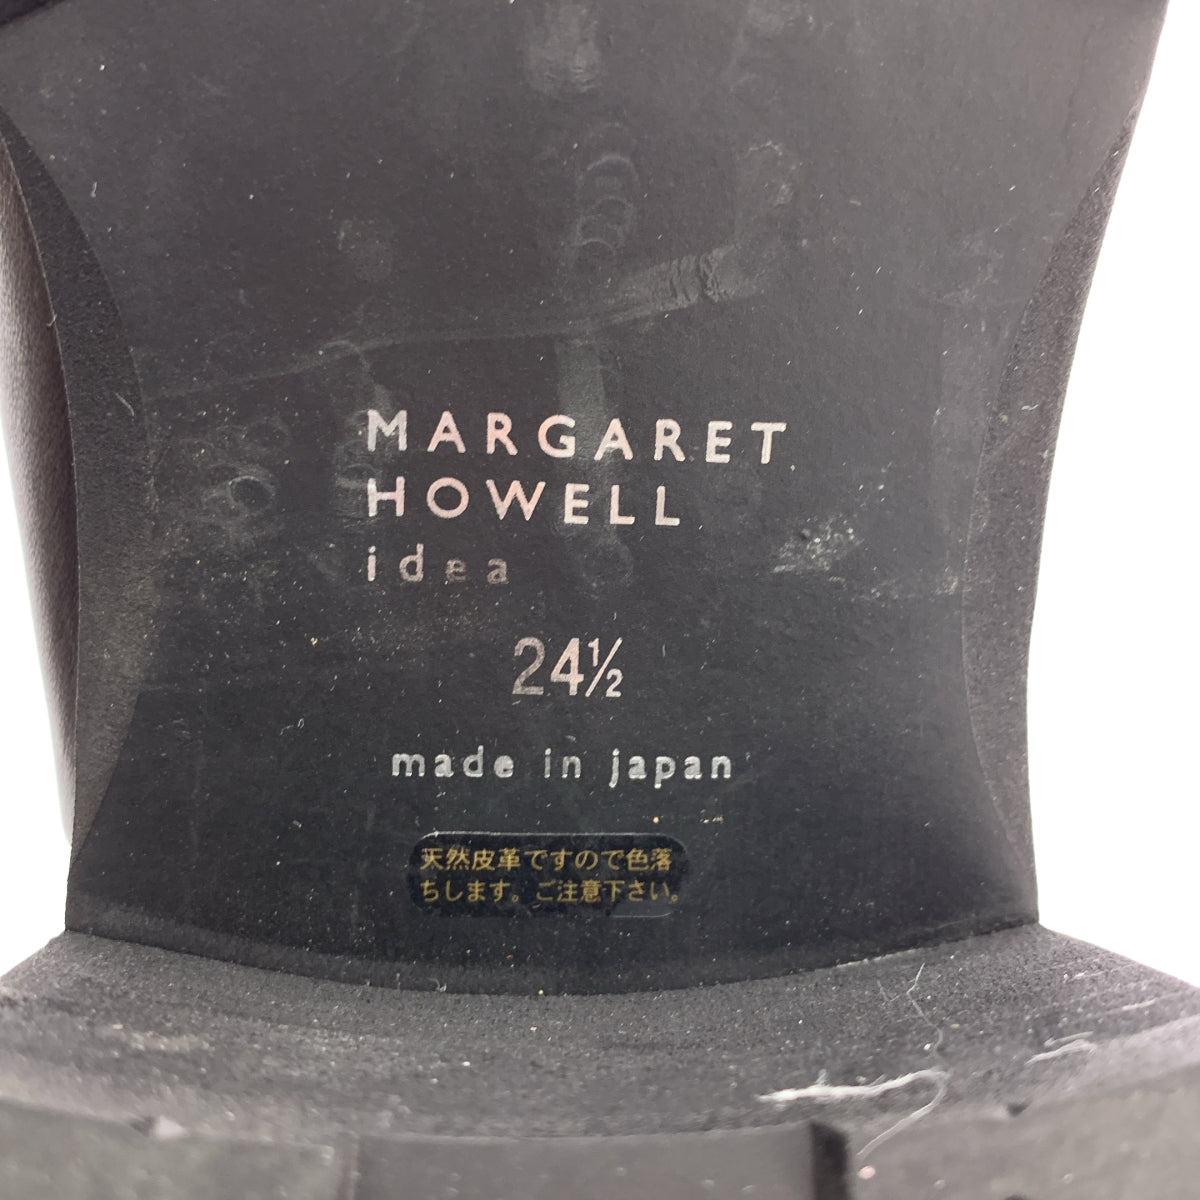 MARGARET
HOWELL
idea
24½
made in japan
天然皮革ですので色落
ちします。ご注意下さい。